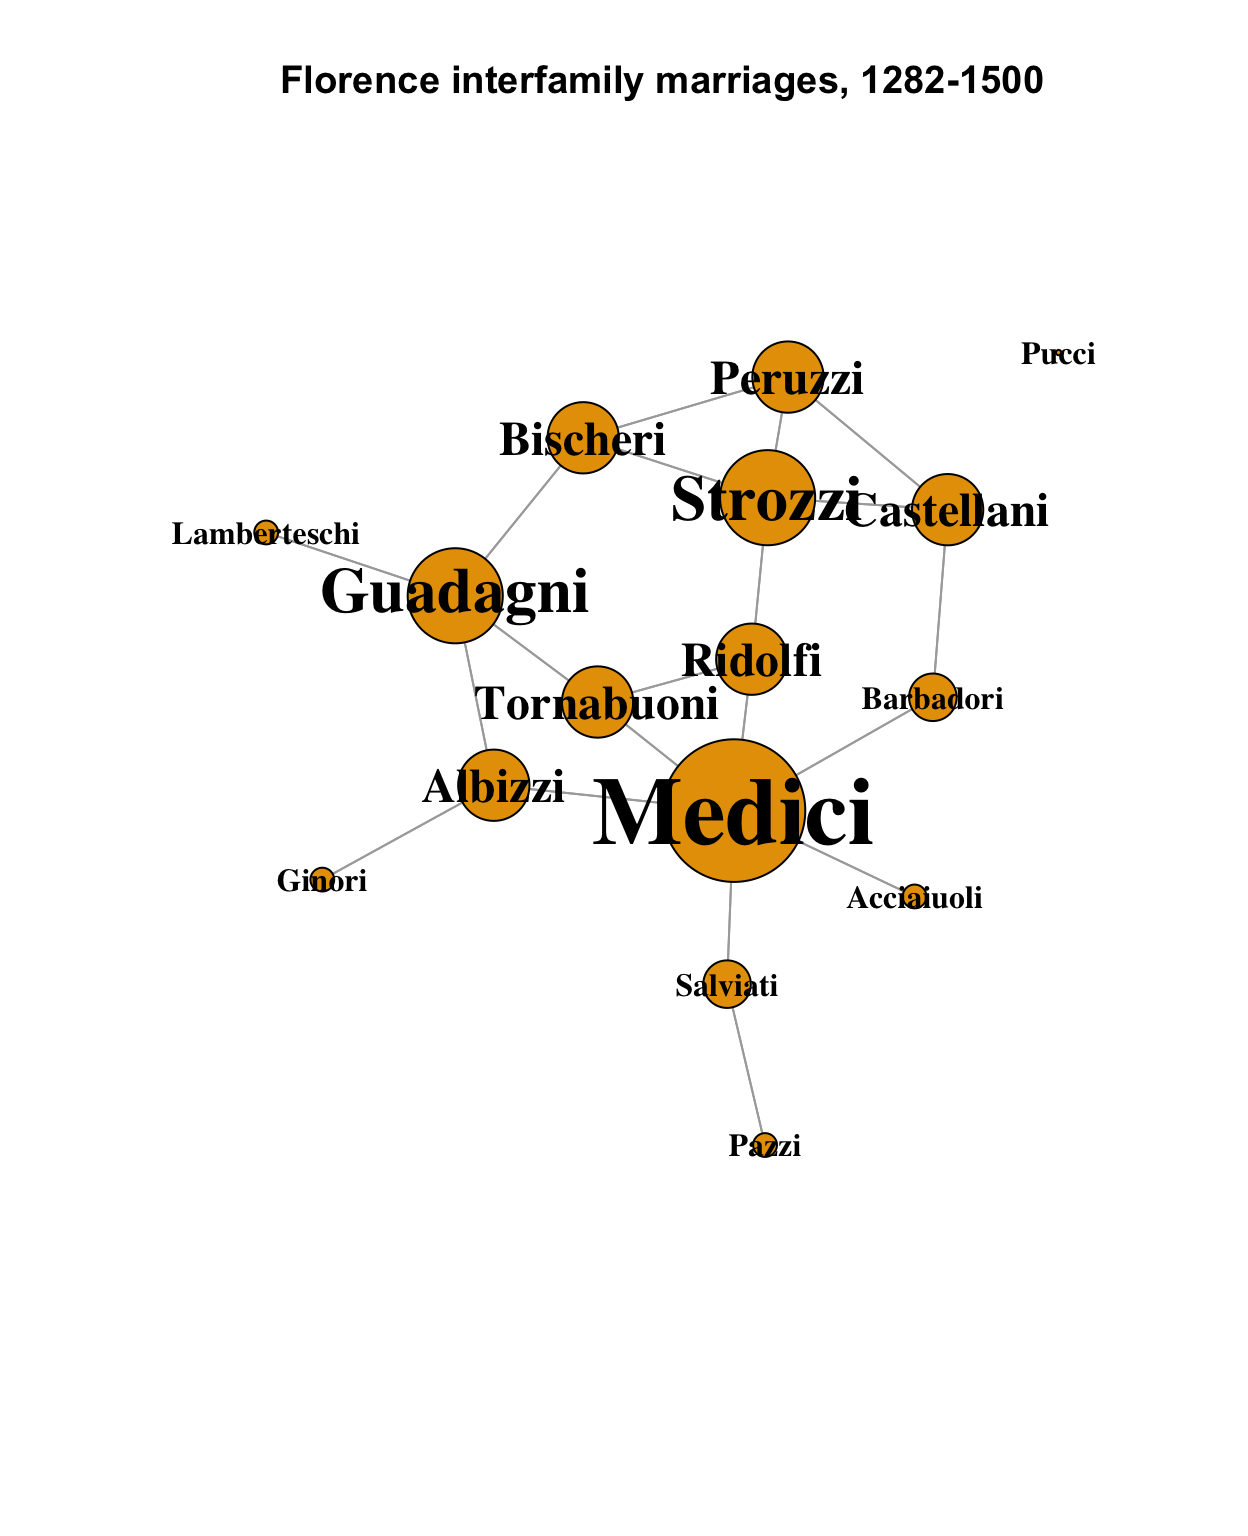 Florence interfamily marriages, 1282-1500
Pucci
Peruzzi
Bischeri
Strozzi
Castellani
Lamberteschi
Guadagni
Ridolfi
Barbadori
Tornabuoni
Albizzi
Medici
Ginori
Acciaiuoli
Salviati
Pazzi